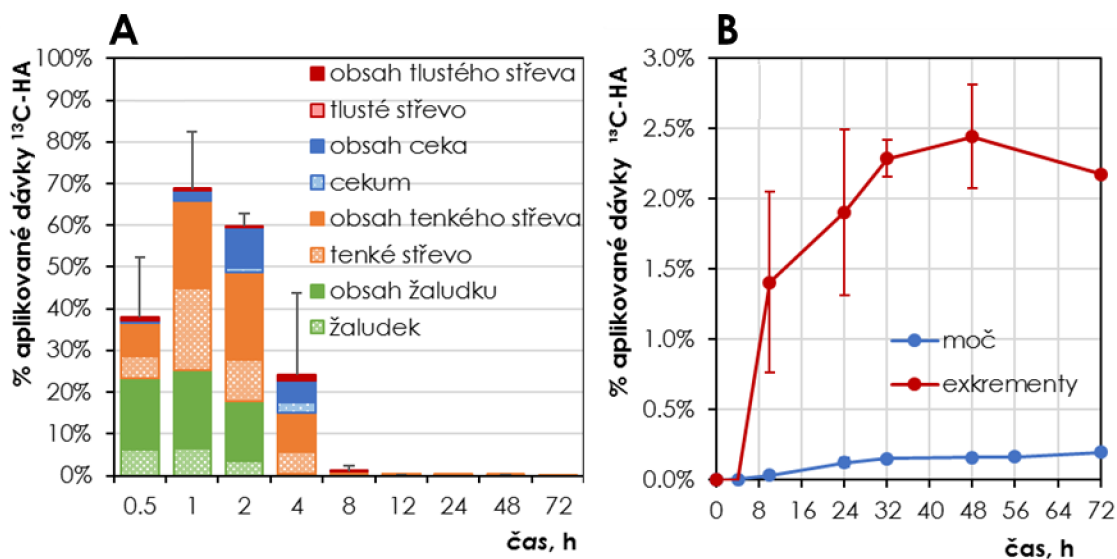 A
% aplikované dávky ¹³C-HA
100%
90%
80%
70%
60%
50%
40%
30%
20%
10%
0%
obsah tlustého střeva
tlusté střevo
obsah ceka
cekum
obsah tenkého střeva
tenké střevo
obsah žaludku
žaludek
0.5 1 2 4 8 12 24 48 72
čas, h
B
% aplikované dávky ¹³C-HA
3.0%
2.5%
2.0%
1.5%
1.0%
0.5%
0.0%
moč
exkrementy
0 8 16 24 32 40 48 56 64 72
čas, h